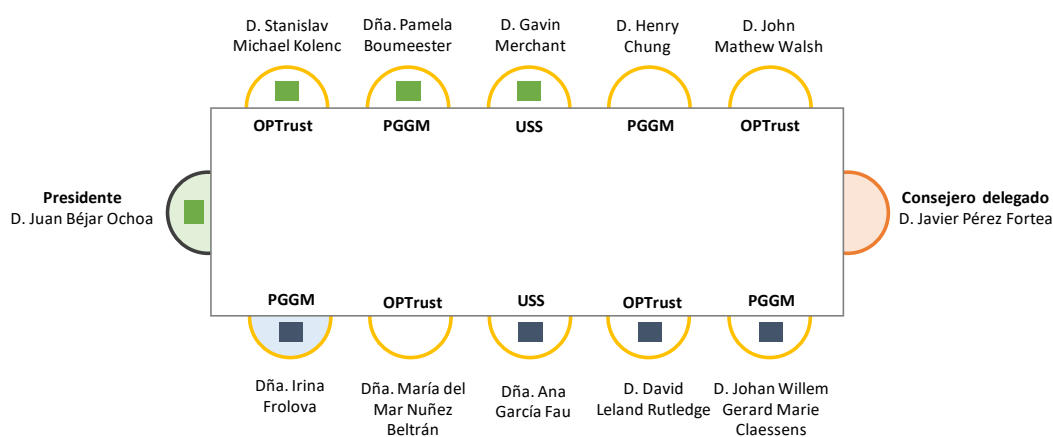 D. Stanislav
Michael Kolenc
Dña. Pamela
Boumeester
D. Gavin
Merchant
D. Henry
Chung
D. John
Mathew Walsh
OPTrust
PGGM
USS
PGGM
OPTrust
Presidente
D. Juan Béjar Ochoa
Consejero delegado
D. Javier Pérez Fortea
PGGM
OPTrust
USS
OPTrust
PGGM
Dña. Irina
Frolova
Dña. María del
Mar Nuñez
Beltrán
Dña. Ana
García Fau
D. David
Leland Rutledge
D. Johan Willem
Gerard Marie
Claessens